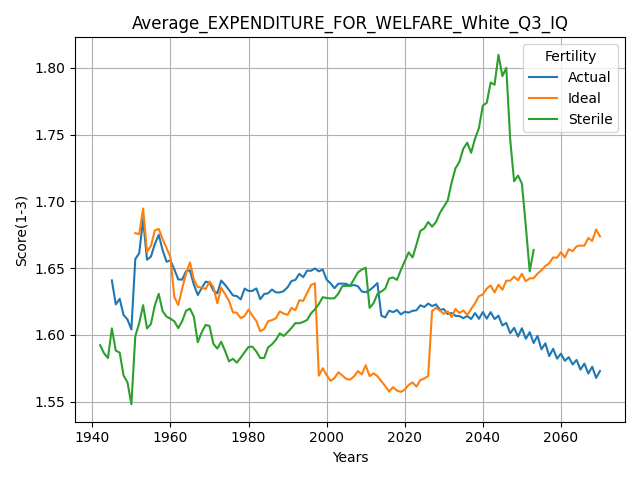 Average_EXPENDITURE_FOR_WELFARE_White_Q3_IQ
Score(1-3)
1.80
1.75
1.70
1.65
1.60
1.55
Fertility
Actual
Ideal
Sterile
1940 1960 1980 2000 2020 2040 2060
Years